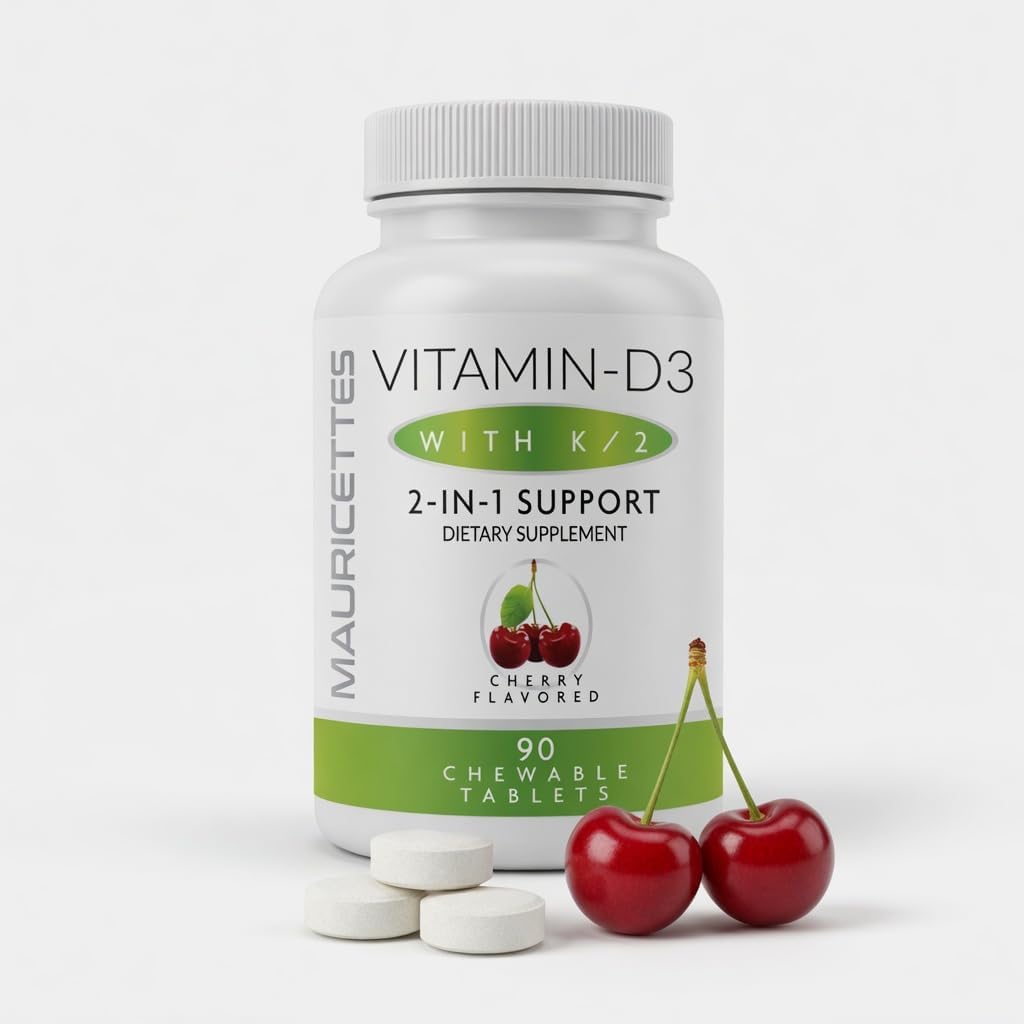 MAURICETTES
VITAMIN-D3
WITH K/2
2-IN-1 SUPPORT
DIETARY SUPPLEMENT
CHERRY
FLAVORED
90
CHEWABLE
TABLETS